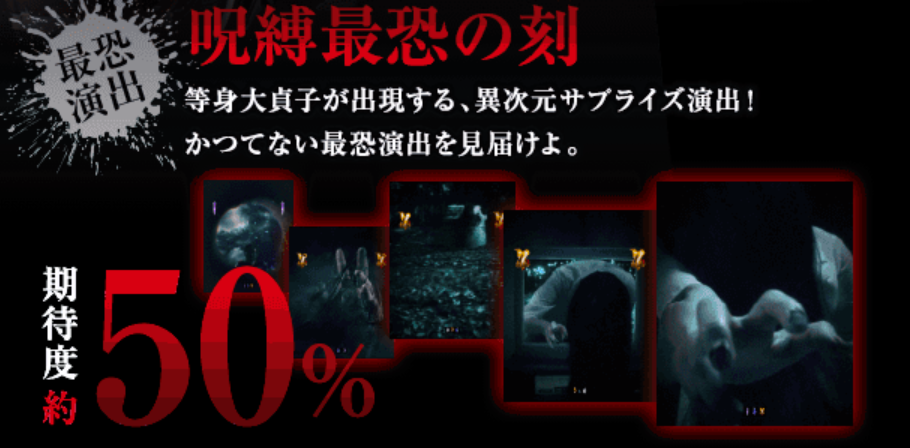 最恐
演出
呪縛最恐の刻
等身大貞子が出現する、異次元サプライズ演出！
かつてない最恐演出を見届けよ。
期待度
約
50%